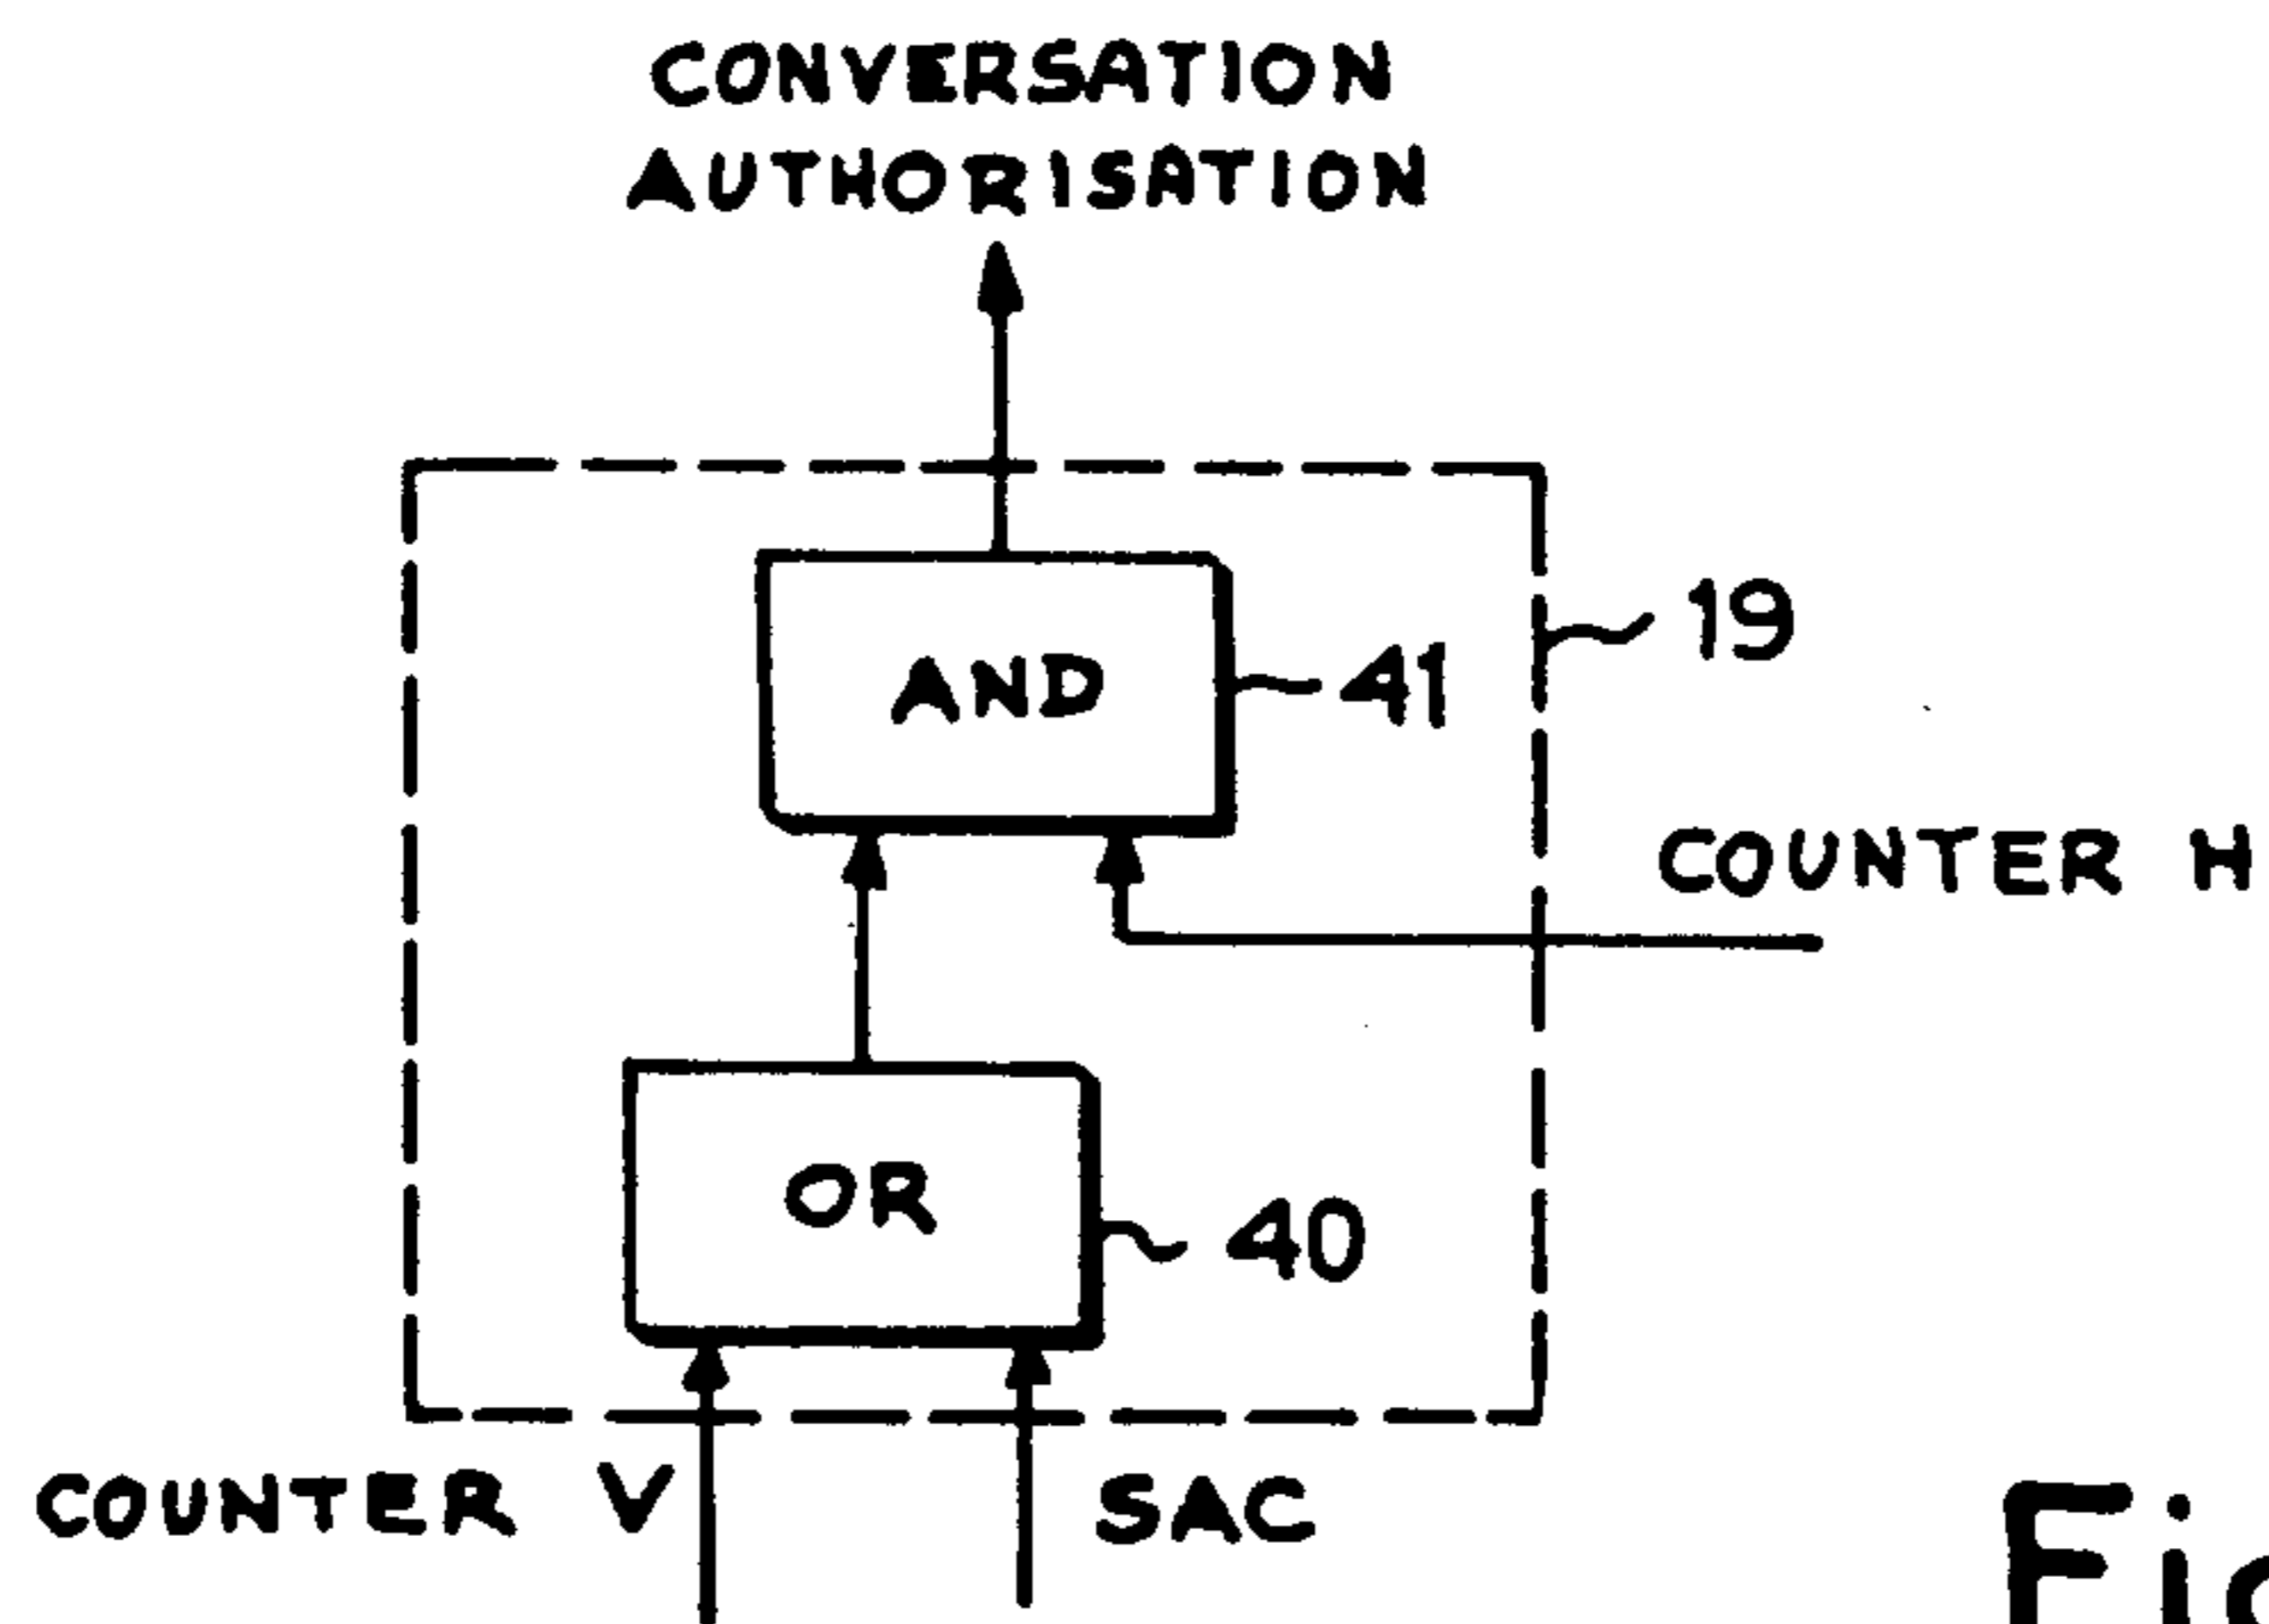 CONVERSATION
AUTHORISATION
19
AND
41
COUNTER H
OR
40
COUNTER V
SAC